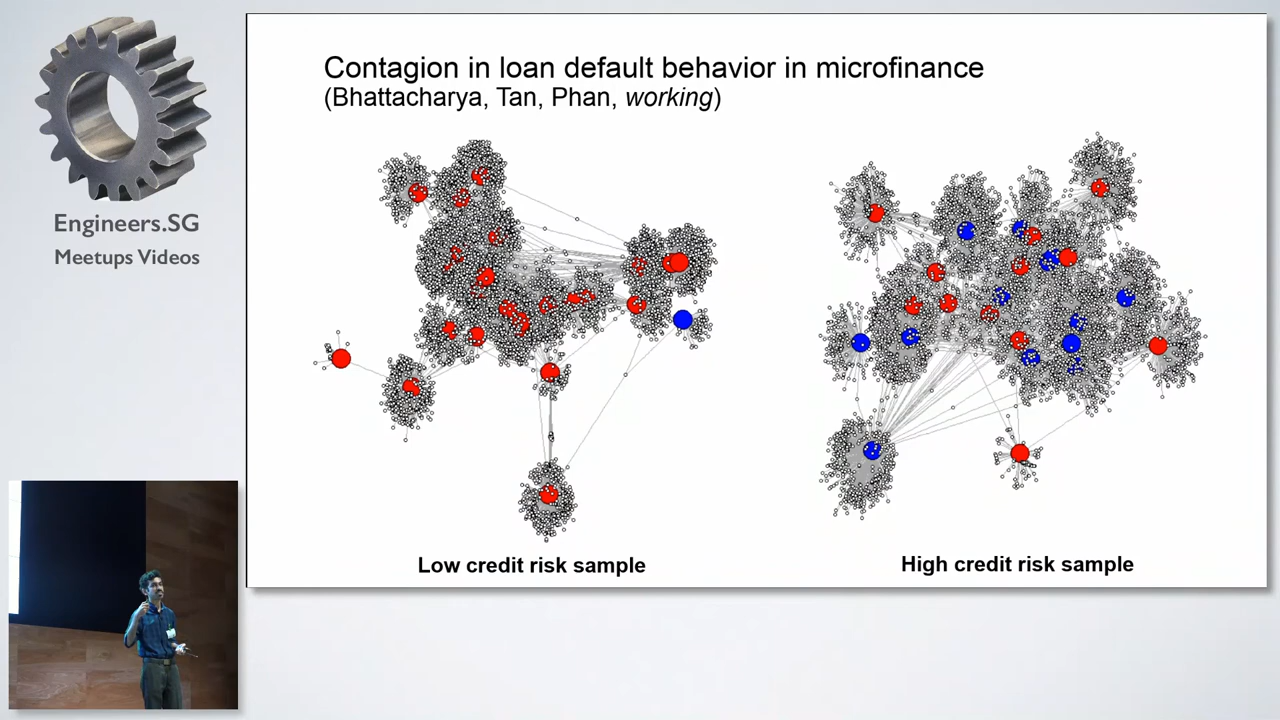 Engineers.SG
Meetups Videos
Contagion in loan default behavior in microfinance
(Bhattacharya, Tan, Phan, working)
Low credit risk sample
High credit risk sample